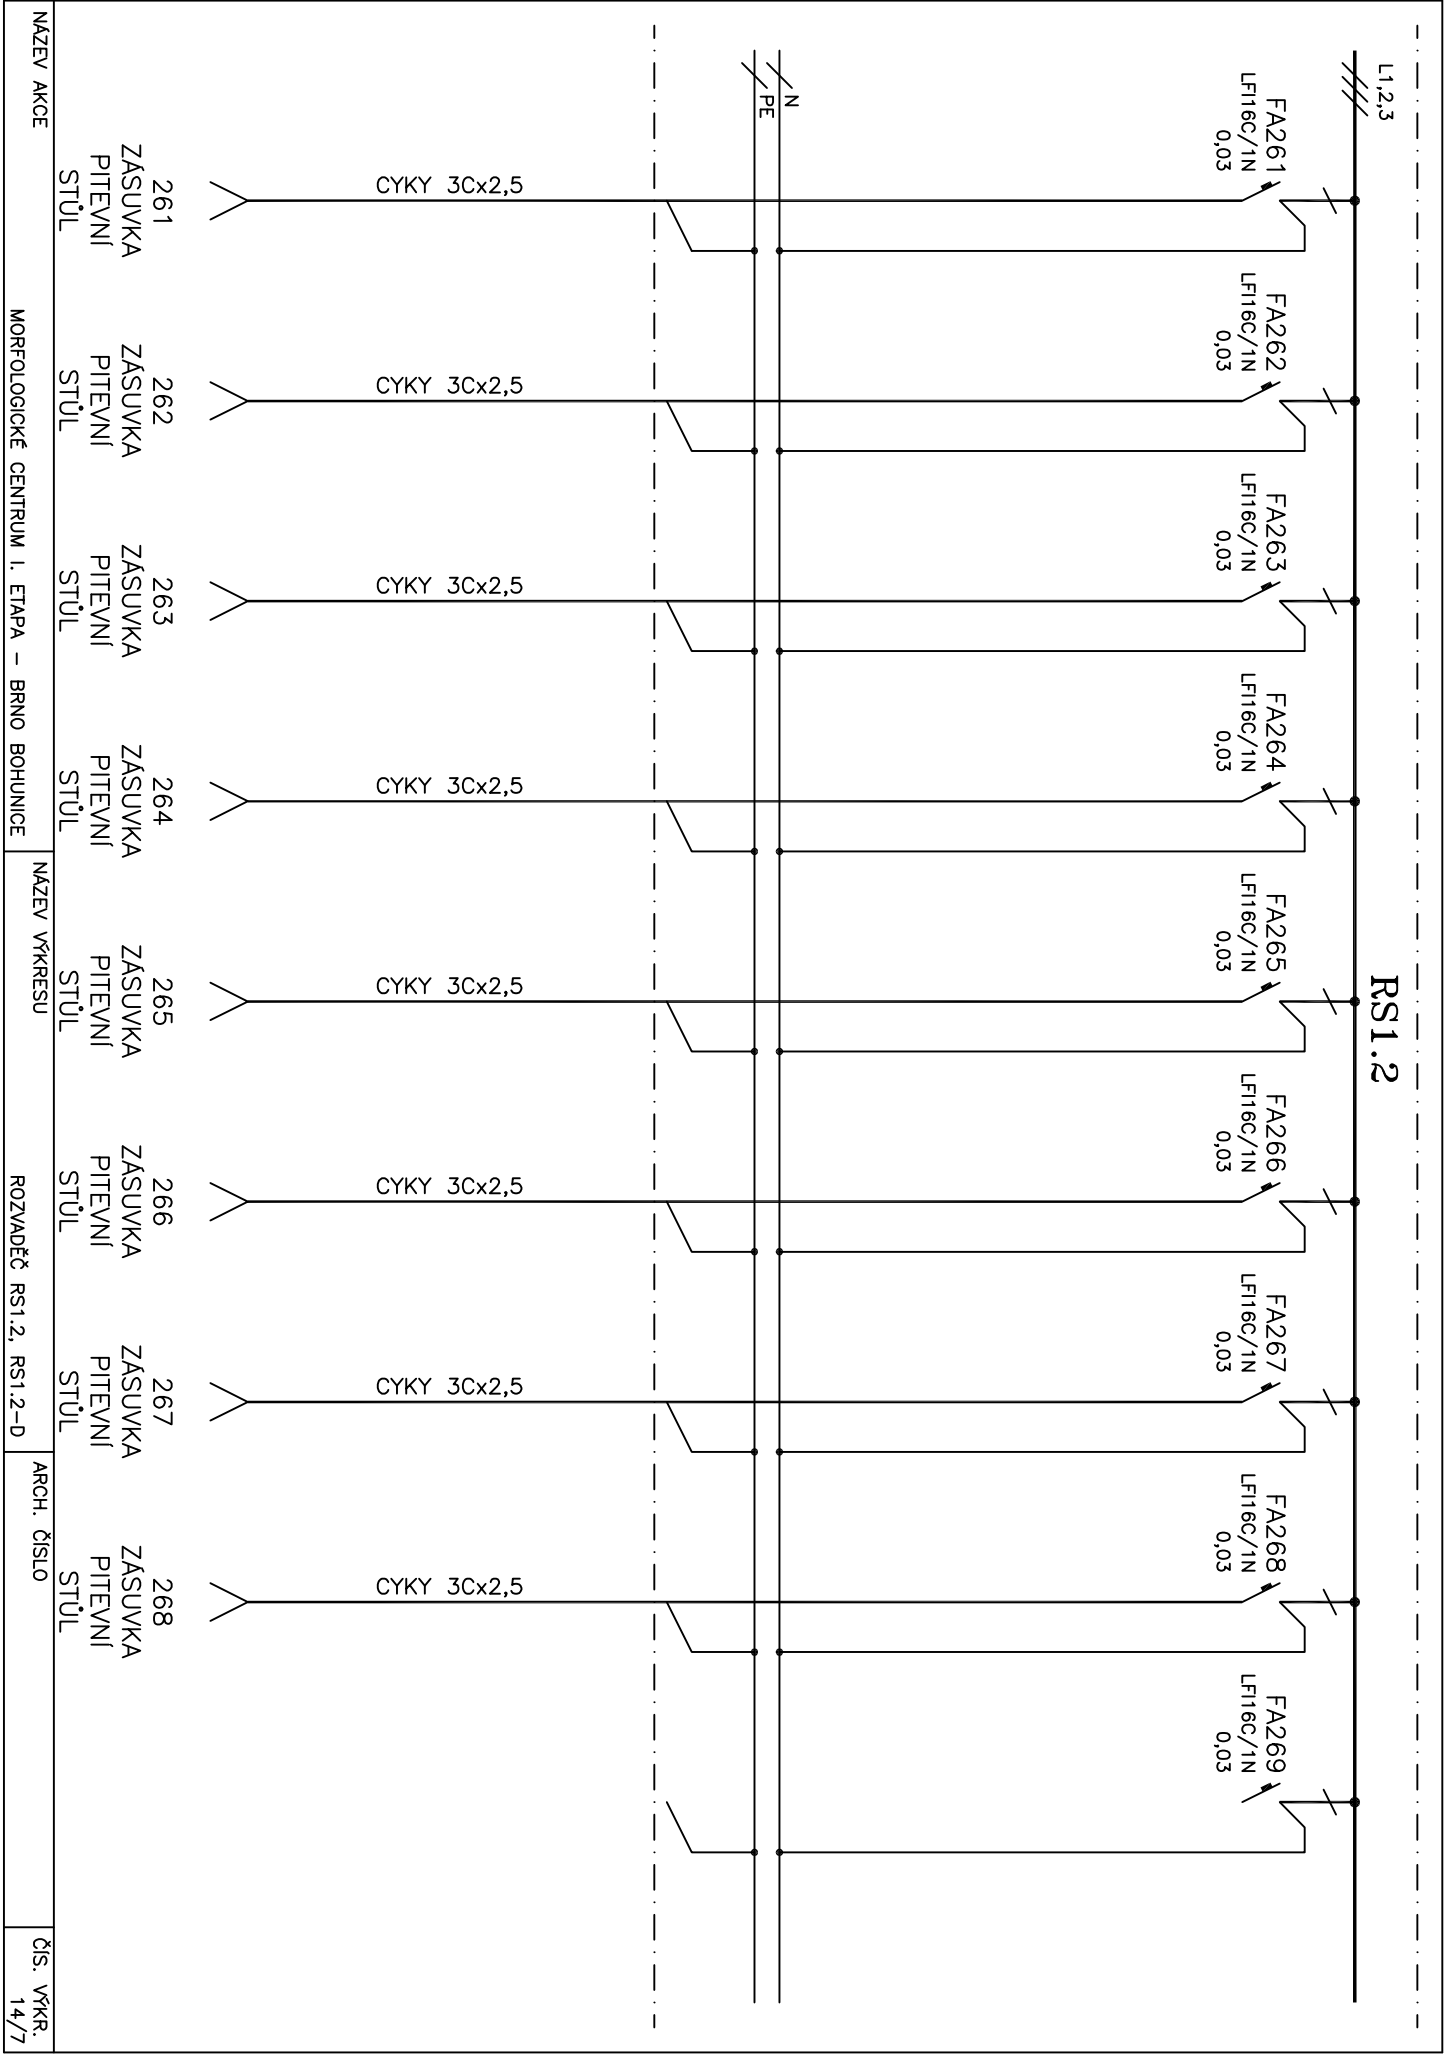 RS1.2
L1,2,3
FA261
LFI16C/1N
0,03
FA262
LFI16C/1N
0,03
FA263
LFI16C/1N
0,03
FA264
LFI16C/1N
0,03
FA265
LFI16C/1N
0,03
FA266
LFI16C/1N
0,03
FA267
LFI16C/1N
0,03
FA268
LFI16C/1N
0,03
FA269
LFI16C/1N
0,03
N
PE
CYKY 3Cx2,5
CYKY 3Cx2,5
CYKY 3Cx2,5
CYKY 3Cx2,5
CYKY 3Cx2,5
CYKY 3Cx2,5
CYKY 3Cx2,5
CYKY 3Cx2,5
261
ZÁSUVKA
PITEVNÍ
STŮL
262
ZÁSUVKA
PITEVNÍ
STŮL
263
ZÁSUVKA
PITEVNÍ
STŮL
264
ZÁSUVKA
PITEVNÍ
STŮL
265
ZÁSUVKA
PITEVNÍ
STŮL
266
ZÁSUVKA
PITEVNÍ
STŮL
267
ZÁSUVKA
PITEVNÍ
STŮL
268
ZÁSUVKA
PITEVNÍ
STŮL
NÁZEV AKCE
MORFOLOGICKÉ CENTRUM I. ETAPA – BRNO BOHUNICE
NÁZEV VÝKRESU
ROZVADĚČ RS1.2, RS1.2–D
ARCH. ČÍSLO
ČÍS. VÝKR.
14/7